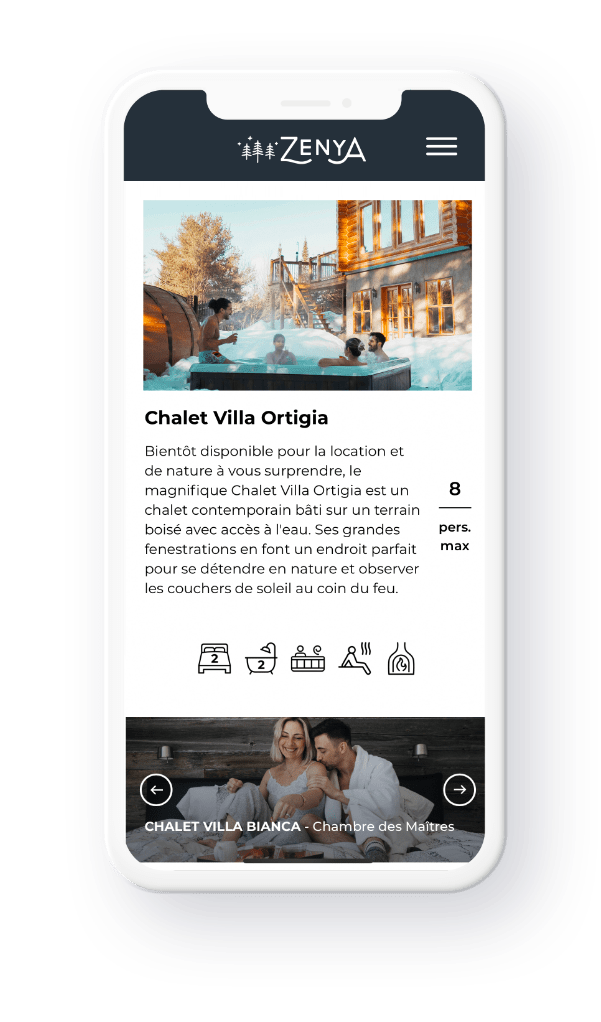 ZENYA
Chalet Villa Ortigia
Bientôt disponible pour la location et
de nature à vous surprendre, le
magnifique Chalet Villa Ortigia est un
chalet contemporain bâti sur un terrain
boisé avec accès à l'eau. Ses grandes
fenestrations en font un endroit parfait
pour se détendre en nature et observer
les couchers de soleil au coin du feu.
8
pers.
max
2
2
CHALET VILLA BIANCA - Chambre des Maîtres